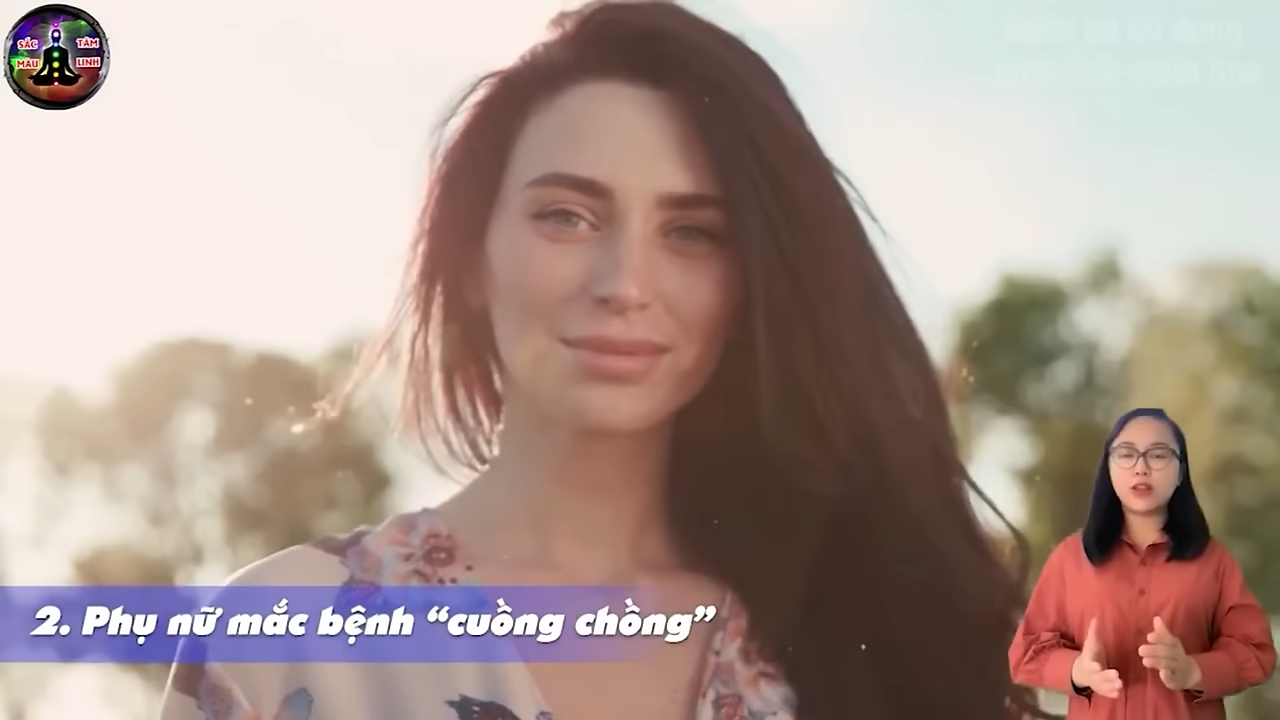 SẮC TÂM
MÀU LINH
2. Phụ nữ mắc bệnh “cuồng chồng”